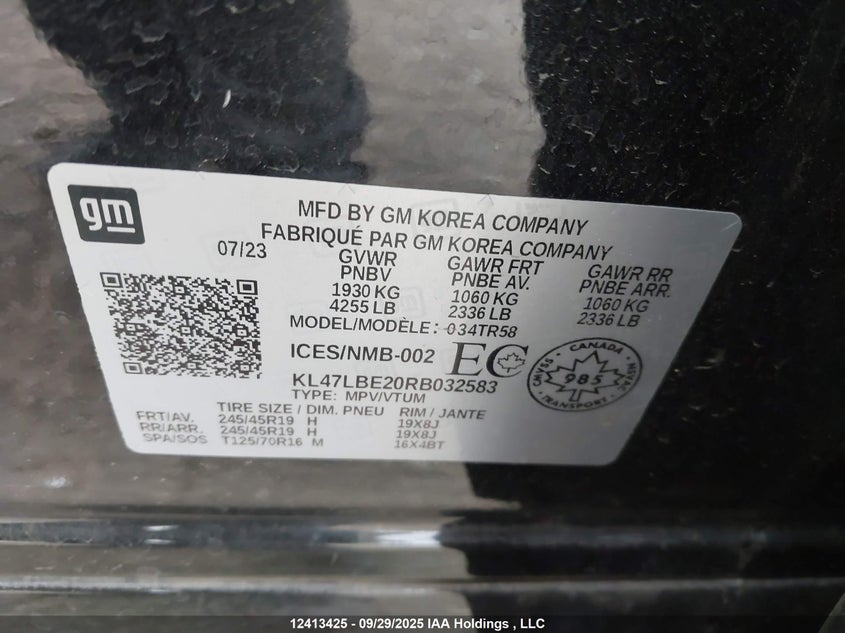 gm
MFD BY GM KOREA COMPANY
FABRIQUÉ PAR GM KOREA COMPANY
07/23
GVWR GAWR FRT GAWR RR
PNBV PNBE AV. PNBE ARR.
1930 KG 1060 KG 1060 KG
4255 LB 2336 LB 2336 LB
MODEL/MODÈLE: 034TR58
ICES/NMB-002 EC
CANADA
CMVSS 985 NSVAC
TRANSPORT
KL47LBE20RB032583
TYPE: MPV/VTUM
TIRE SIZE / DIM. PNEU RIM / JANTE
FRT/AV. 245/45R19 H 19X8J
RR/ARR. 245/45R19 H 19X8J
SPA/SOS T125/70R16 M 16X4BT
12413425 - 09/29/2025 IAA Holdings , LLC